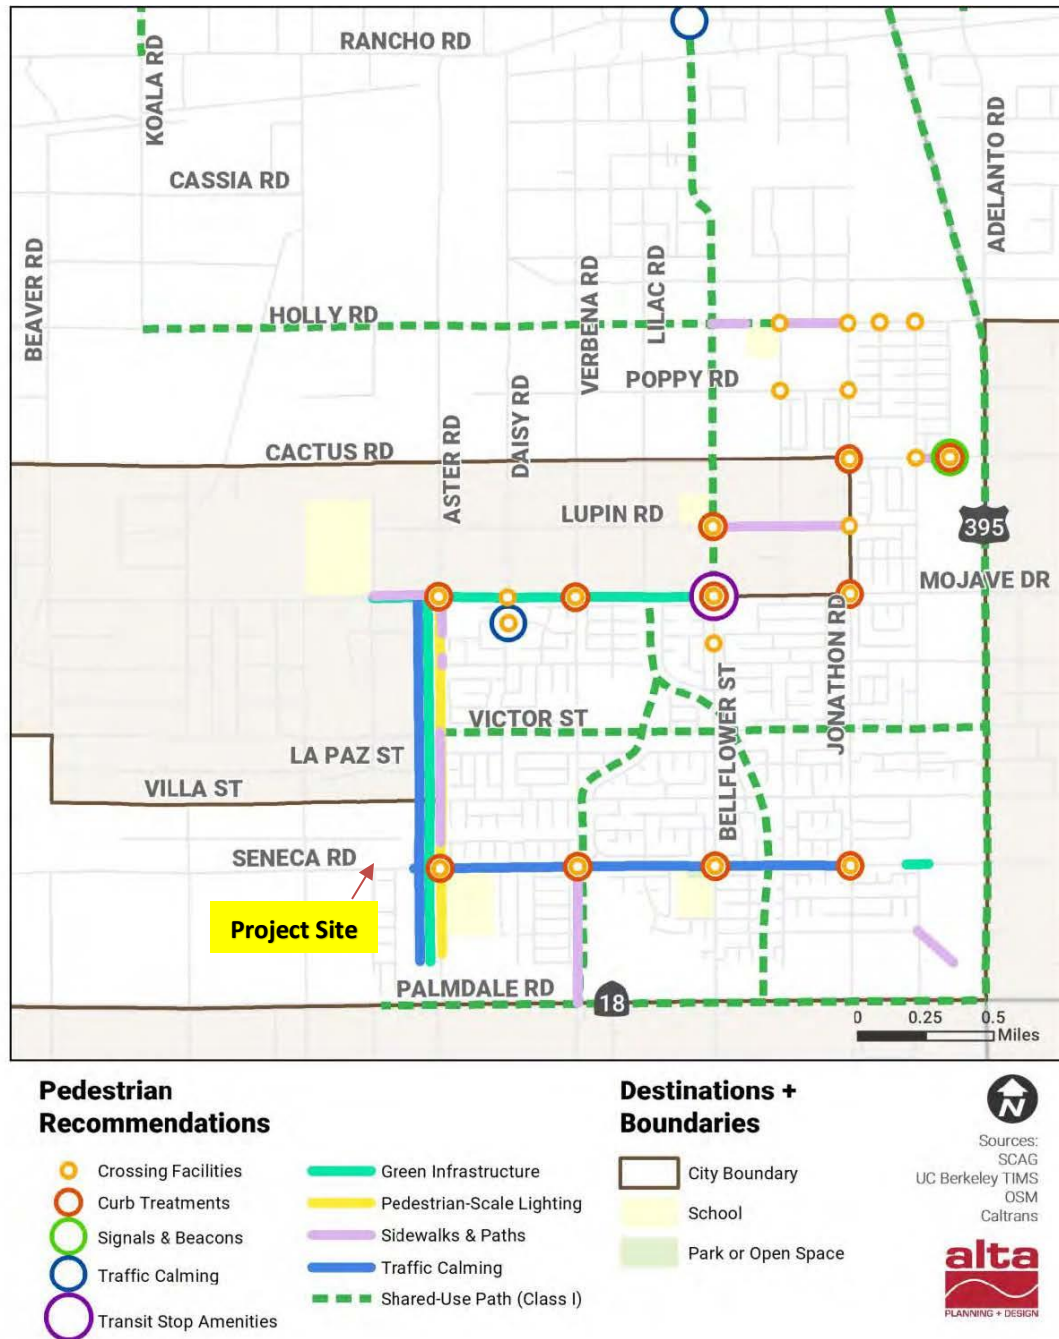 RANCHO RD
KOALA RD
ADELANTO RD
CASSIA RD
BEAVER RD
VERBENA RD
LILAC RD
HOLLY RD
POPPY RD
DAISY RD
ASTER RD
CACTUS RD
LUPIN RD
395
MOJAVE DR
JONATHON RD
BELLFLOWER ST
VICTOR ST
LA PAZ ST
VILLA ST
SENECA RD
Project Site
PALMDALE RD
18
0 0.25 0.5
Miles
Pedestrian
Recommendations
Crossing Facilities
Curb Treatments
Signals & Beacons
Traffic Calming
Transit Stop Amenities
Green Infrastructure
Pedestrian-Scale Lighting
Sidewalks & Paths
Traffic Calming
Shared-Use Path (Class I)
Destinations +
Boundaries
City Boundary
School
Park or Open Space
N
Sources:
SCAG
UC Berkeley TIMS
OSM
Caltrans
alta
PLANNING + DESIGN